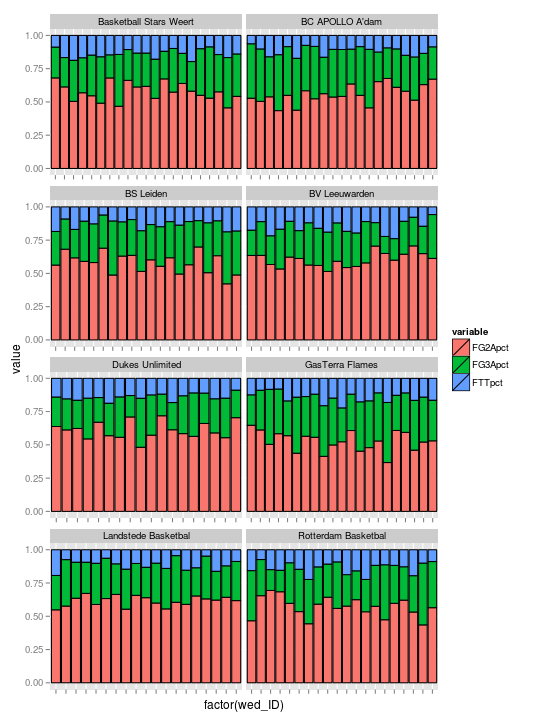 Basketball Stars Weert
BC APOLLO A'dam
1.00
0.75
0.50
0.25
0.00
BS Leiden
BV Leeuwarden
1.00
0.75
0.50
0.25
0.00
Dukes Unlimited
GasTerra Flames
1.00
0.75
0.50
0.25
0.00
Landstede Basketbal
Rotterdam Basketbal
1.00
0.75
0.50
0.25
0.00
value
factor(wed_ID)
variable
FG2Apct
FG3Apct
FTTpct